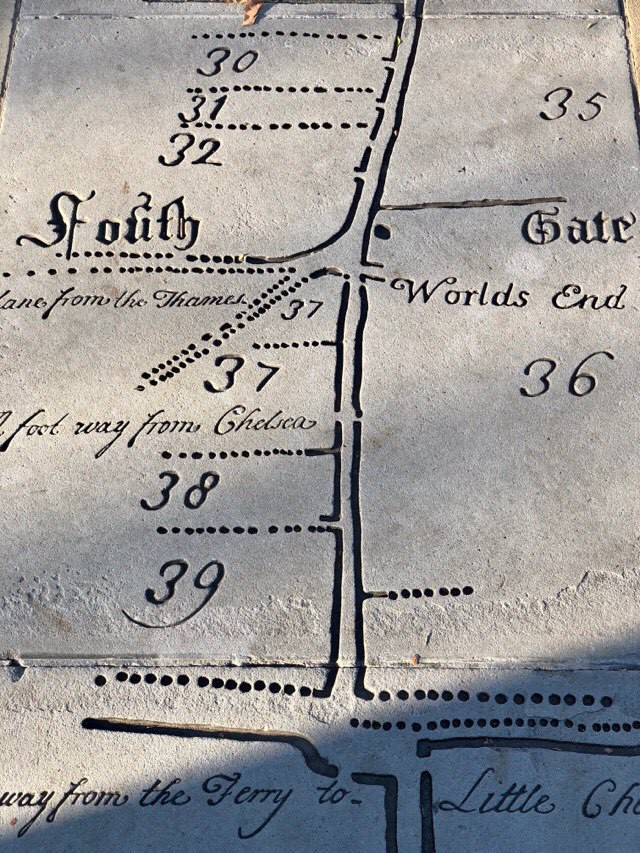 30
31
35
32
South Gate
lane from the Thames
Worlds End
37
37
36
foot way from Chelsea
38
39
way from the Ferry to- Little